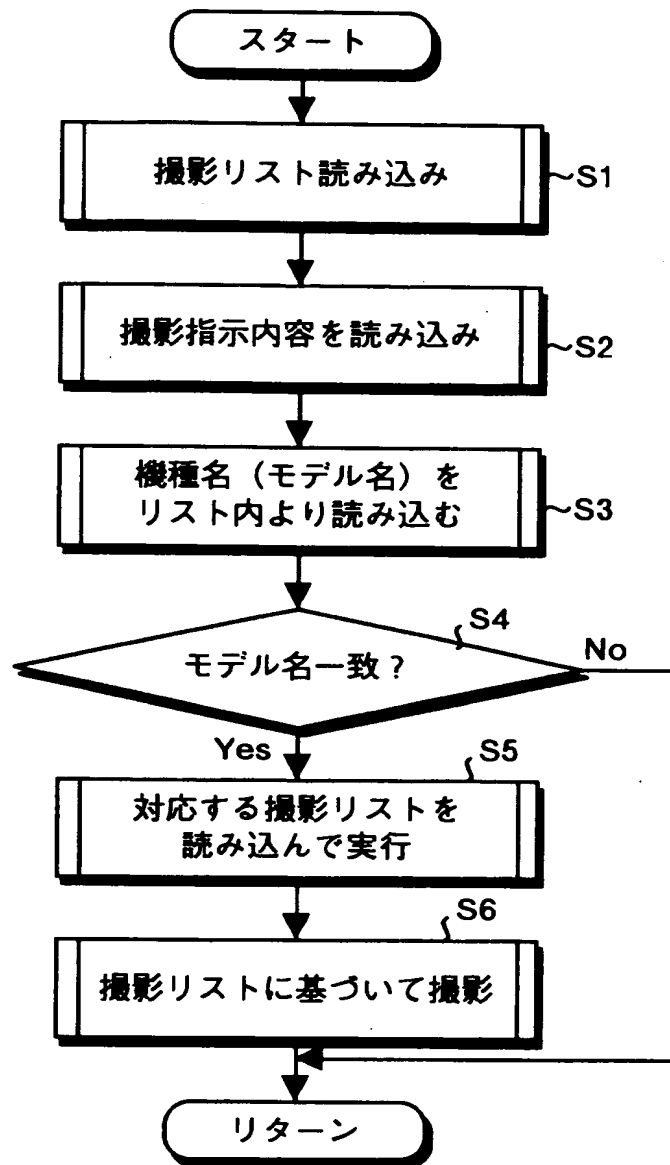 スタート
撮影リスト読み込み
~S1
撮影指示内容を読み込み
~S2
機種名（モデル名）を
リスト内より読み込む
~S3
S4
モデル名一致？
No
Yes
S5
対応する撮影リストを
読み込んで実行
S6
撮影リストに基づいて撮影
リターン